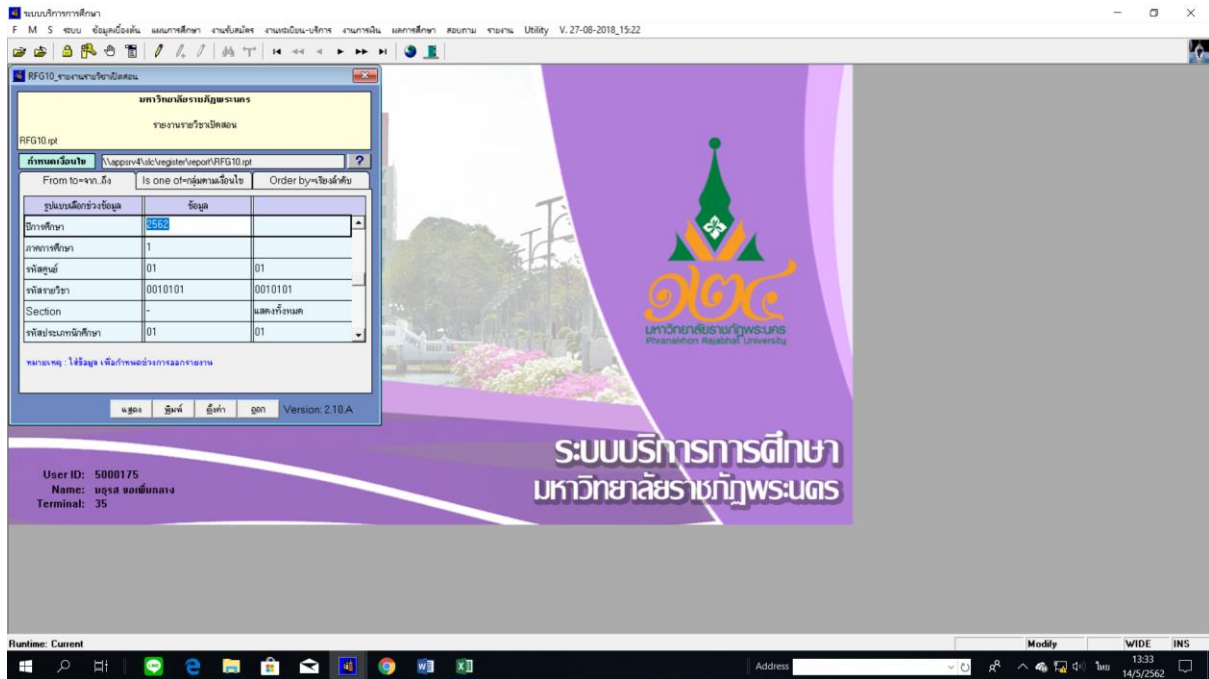 ระบบบริการการศึกษา
F M S ระบบ ข้อมูลเบื้องต้น แผนการศึกษา งานรับสมัคร งานทะเบียน-บริการ งานการเงิน ผลการศึกษา สอบถาม รายงาน Utility V.27-08-2018_15:22
RFG10_รายงานรายวิชาเปิดสอน
มหาวิทยาลัยราชภัฏพระนคร
รายงานรายวิชาเปิดสอน
RFG10.rpt
กำหนดเงื่อนไข \\appsrv4\slc\register\report\RFG10.rpt ?
From to=จาก..ถึง Is one of=กลุ่มตามเงื่อนไข Order by=เรียงลำดับ
รูปแบบเลือกช่วงข้อมูล ข้อมูล
ปีการศึกษา 2562
ภาคการศึกษา 1
รหัสศูนย์ 01 01
รหัสรายวิชา 0010101 0010101
Section - แสดงทั้งหมด
รหัสประเภทนักศึกษา 01 01
หมายเหตุ : ใส่ข้อมูล เพื่อกำหนดช่วงการออกรายงาน
แสดง พิมพ์ ตั้งค่า ออก Version: 2.10.A
๑๒๔
มหาวิทยาลัยราชภัฏพระนคร
Phranakhon Rajabhat University
ระบบบริการการศึกษา
มหาวิทยาลัยราชภัฏพระนคร
User ID: 5000175
Name: มธุรส ขอเพิ่มกลาง
Terminal: 35
Runtime: Current Modify WIDE INS
Address ไทย 13:33
14/5/2562